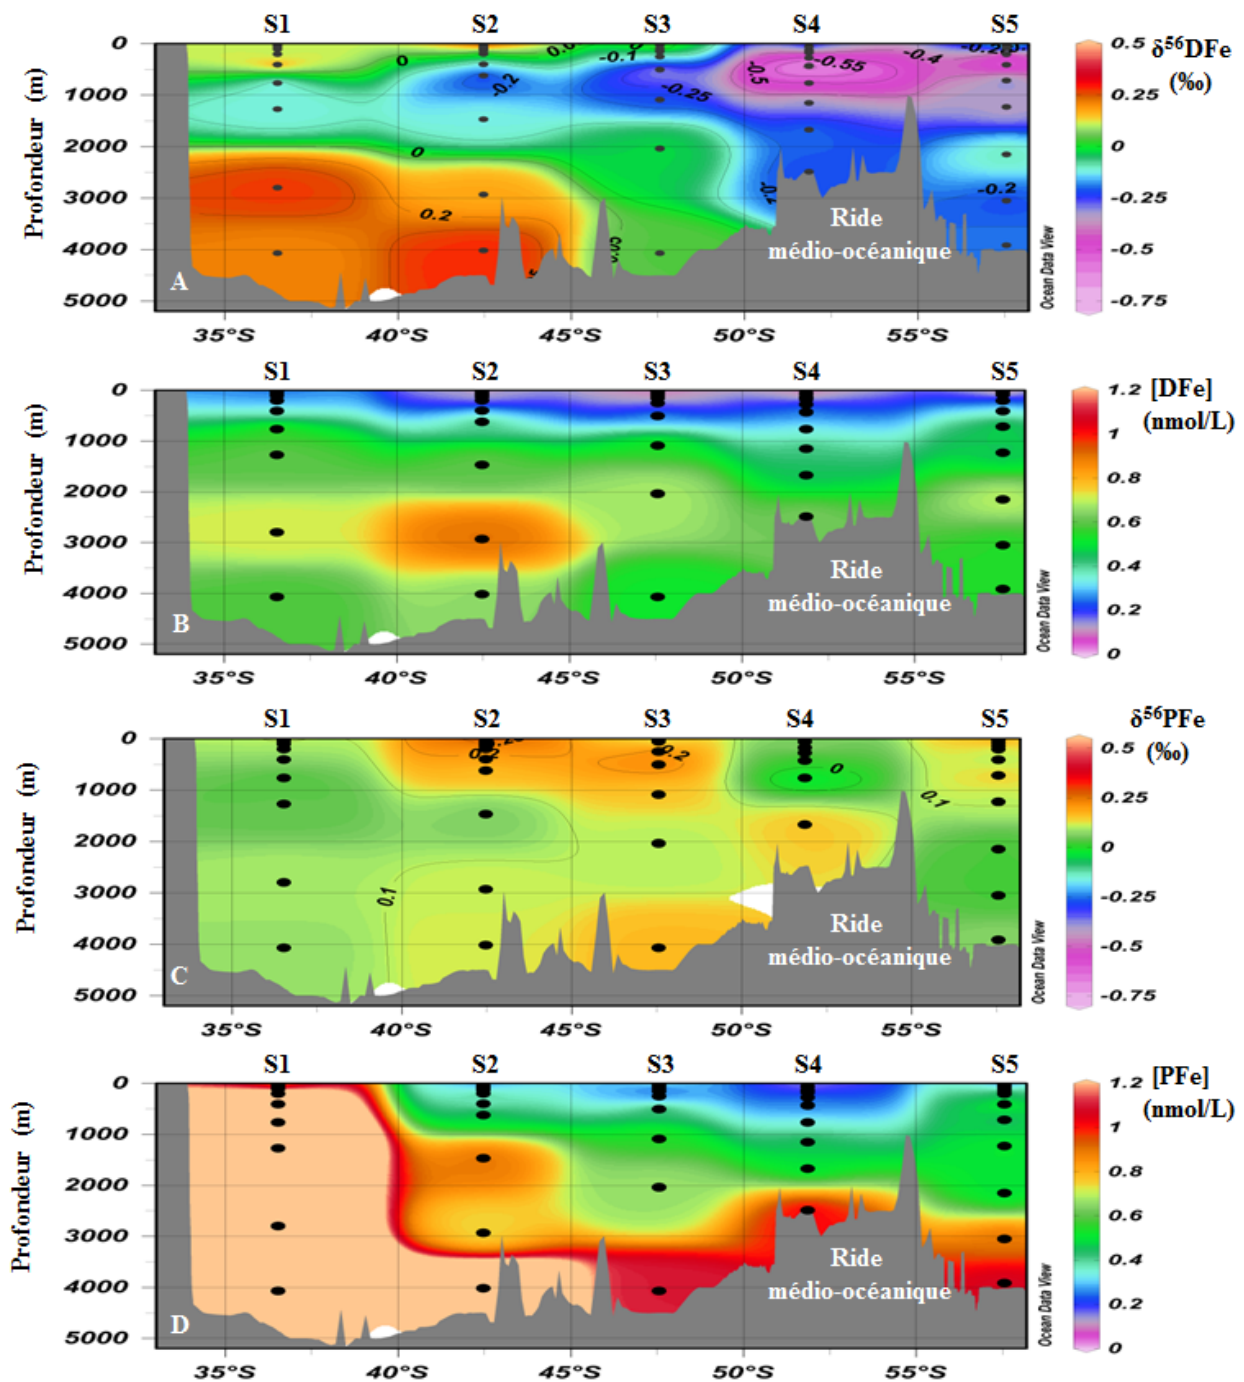 S1 S2 S3 S4 S5
δ⁵⁶DFe
(‰)
Profondeur (m)
0
1000
2000
3000
4000
5000
0
-0.2
0
0.2
-0.1
-0.25
-0.5
-0.55
-0.4
-0.2
0.5
0.25
0
-0.25
-0.5
-0.75
Ride
médio-océanique
A
Ocean Data View
35°S 40°S 45°S 50°S 55°S
S1 S2 S3 S4 S5
[DFe]
(nmol/L)
Profondeur (m)
0
1000
2000
3000
4000
5000
1.2
1
0.8
0.6
0.4
0.2
0
Ride
médio-océanique
B
Ocean Data View
35°S 40°S 45°S 50°S 55°S
S1 S2 S3 S4 S5
δ⁵⁶PFe
(‰)
Profondeur (m)
0
1000
2000
3000
4000
5000
0.2
0.2
0
0.1
0.1
0.5
0.25
0
-0.25
-0.5
-0.75
Ride
médio-océanique
C
Ocean Data View
35°S 40°S 45°S 50°S 55°S
S1 S2 S3 S4 S5
[PFe]
(nmol/L)
Profondeur (m)
0
1000
2000
3000
4000
5000
1.2
1
0.8
0.6
0.4
0.2
0
Ride
médio-océanique
D
Ocean Data View
35°S 40°S 45°S 50°S 55°S